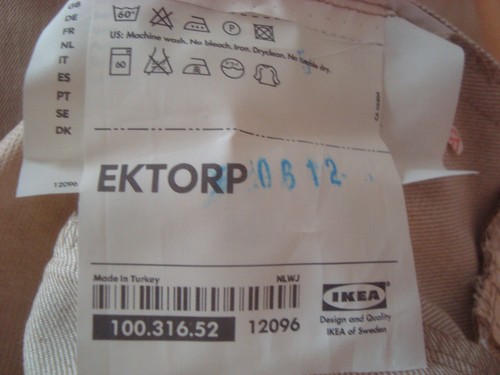 GB
DE
FR
NL
IT
ES
PT
SE
DK
60°
P
US: Machine wash. No bleach. Iron. Dryclean. No tumble dry.
60
12096
EKTORP 0612
Made in Turkey
NLWJ
100.316.52
12096
IKEA
Design and Quality
IKEA of Sweden